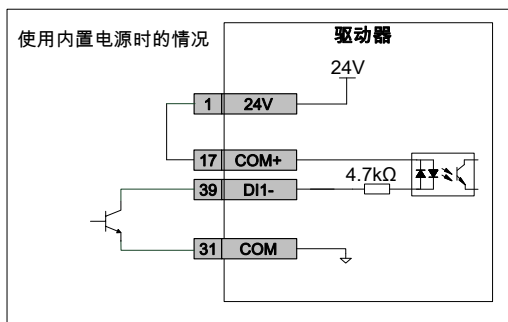 使用内置电源时的情况
驱动器
24V
1 24V
17 COM+
4.7kΩ
39 DI1-
31 COM